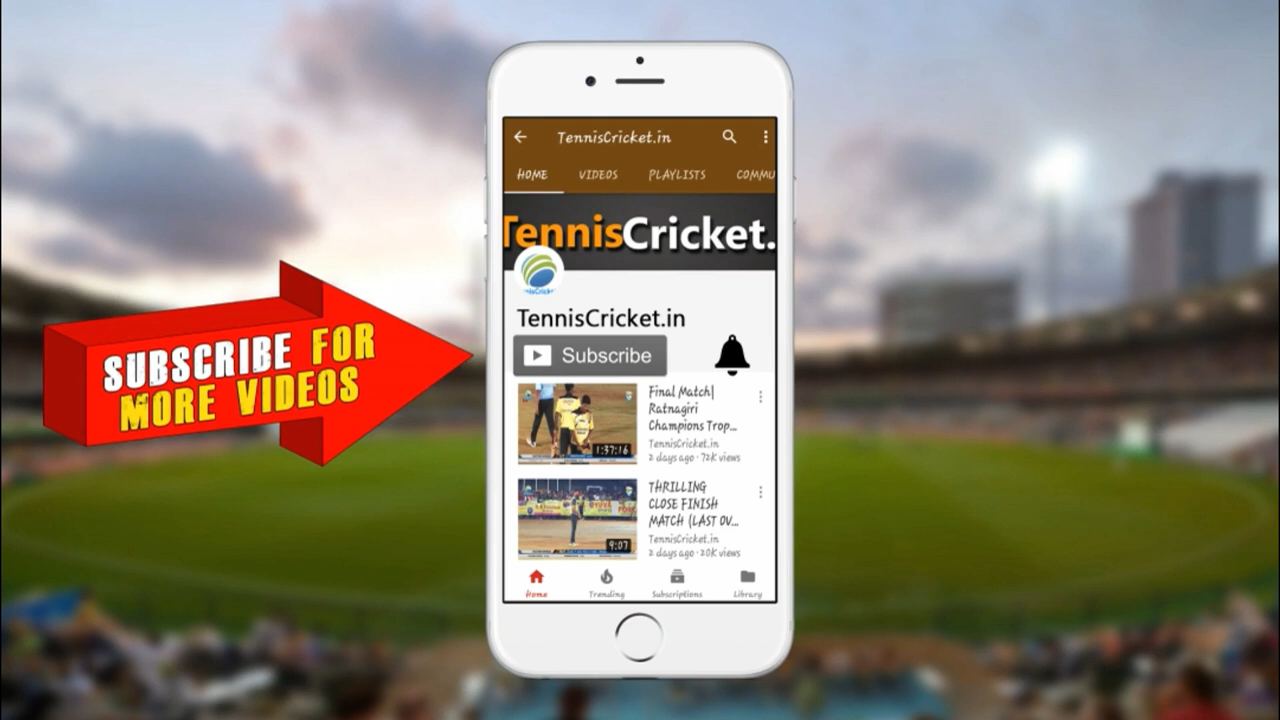 TennisCricket.in
HOME VIDEOS PLAYLISTS COMMU
TennisCricket.
TennisCricket.in
Subscribe
SUBSCRIBE FOR
MORE VIDEOS
Final Match|
Ratnagiri
Champions Trop...
TennisCricket.in
2 days ago · 72K views
1:37:16
THRILLING
CLOSE FINISH
MATCH (LAST OV...
TennisCricket.in
2 days ago · 20K views
9:07
Home Trending Subscriptions Library